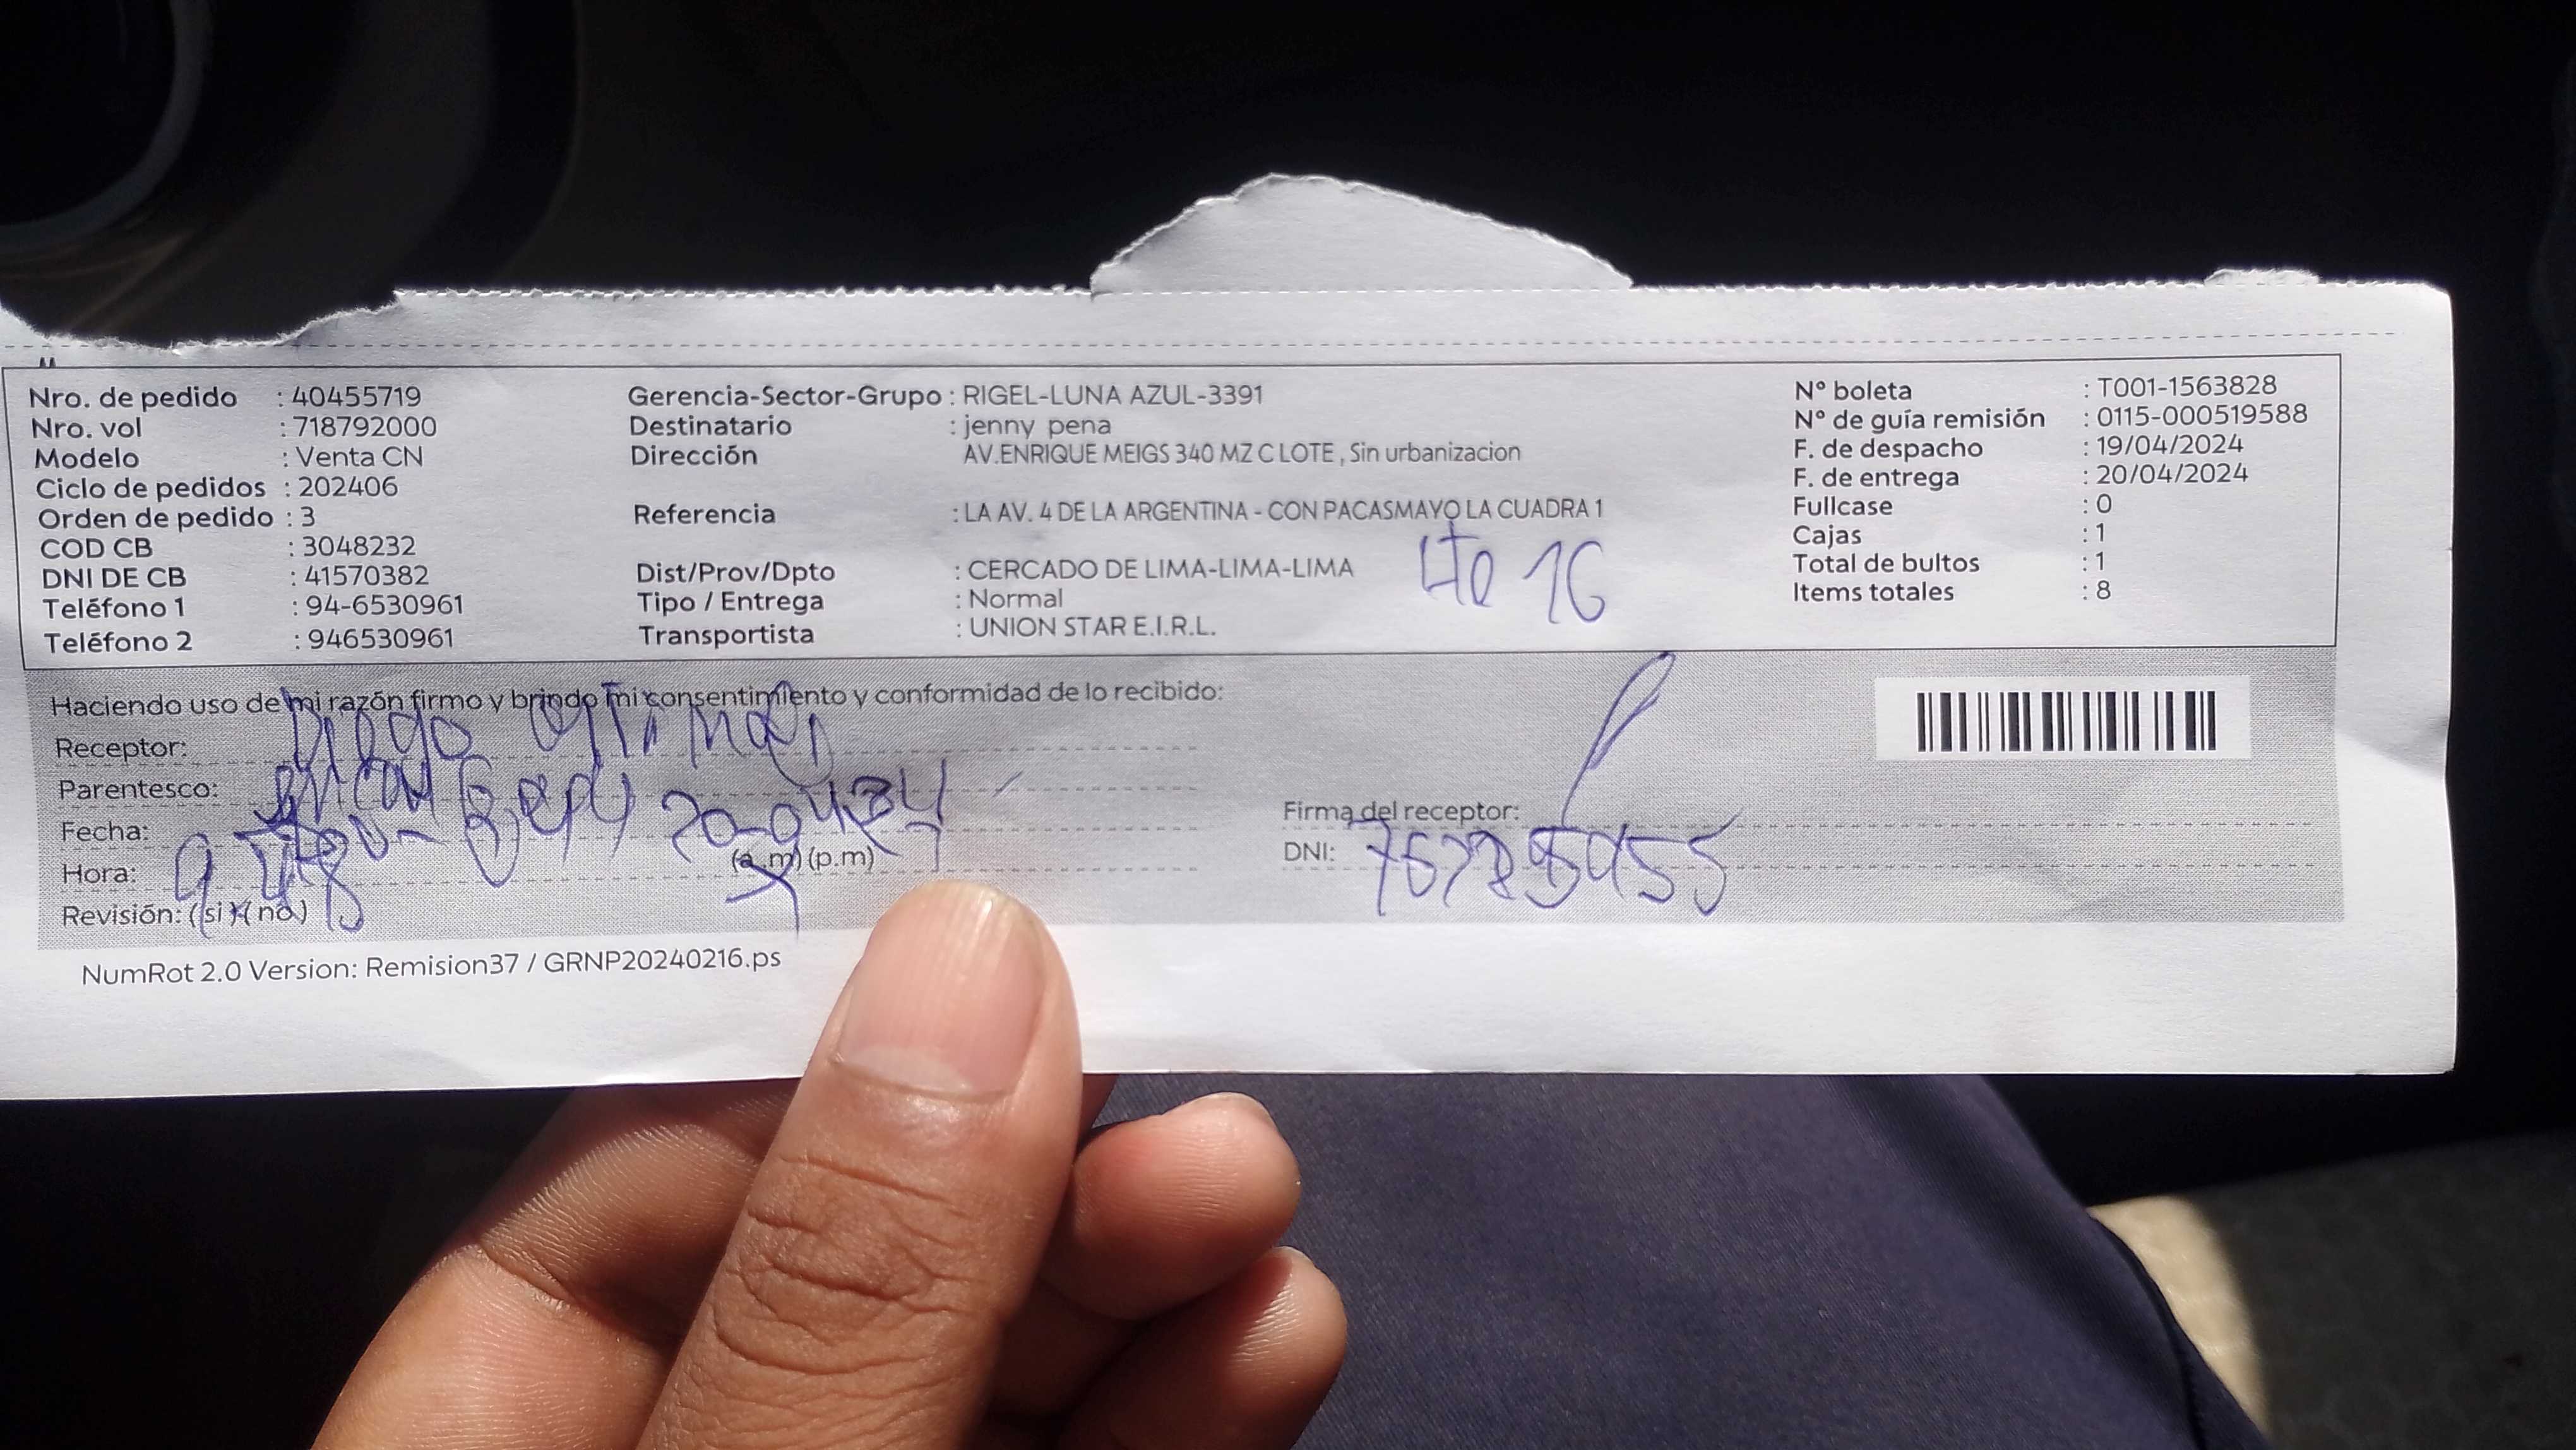 Nro. de pedido : 40455719
Nro. vol : 718792000
Modelo : Venta CN
Ciclo de pedidos : 202406
Orden de pedido : 3
COD CB : 3048232
DNI DE CB : 41570382
Teléfono 1 : 94-6530961
Teléfono 2 : 946530961
Gerencia-Sector-Grupo : RIGEL-LUNA AZUL-3391
Destinatario : jenny pena
Dirección AV.ENRIQUE MEIGS 340 MZ C LOTE , Sin urbanizacion
Referencia : LA AV. 4 DE LA ARGENTINA - CON PACASMAYO LA CUADRA 1
Dist/Prov/Dpto : CERCADO DE LIMA-LIMA-LIMA
Tipo / Entrega : Normal
Transportista : UNION STAR E.I.R.L.
Lte 16
N° boleta : T001-1563828
N° de guía remisión : 0115-000519588
F. de despacho : 19/04/2024
F. de entrega : 20/04/2024
Fullcase : 0
Cajas : 1
Total de bultos : 1
Items totales : 8
Haciendo uso de mi razón firmo y brindo mi consentimiento y conformidad de lo recibido:
Receptor: Diego
Parentesco:
Fecha:
Hora: (a.m) (p.m)
Revisión: (si) (no)
Firma del receptor:
DNI:
NumRot 2.0 Version: Remision37 / GRNP20240216.ps